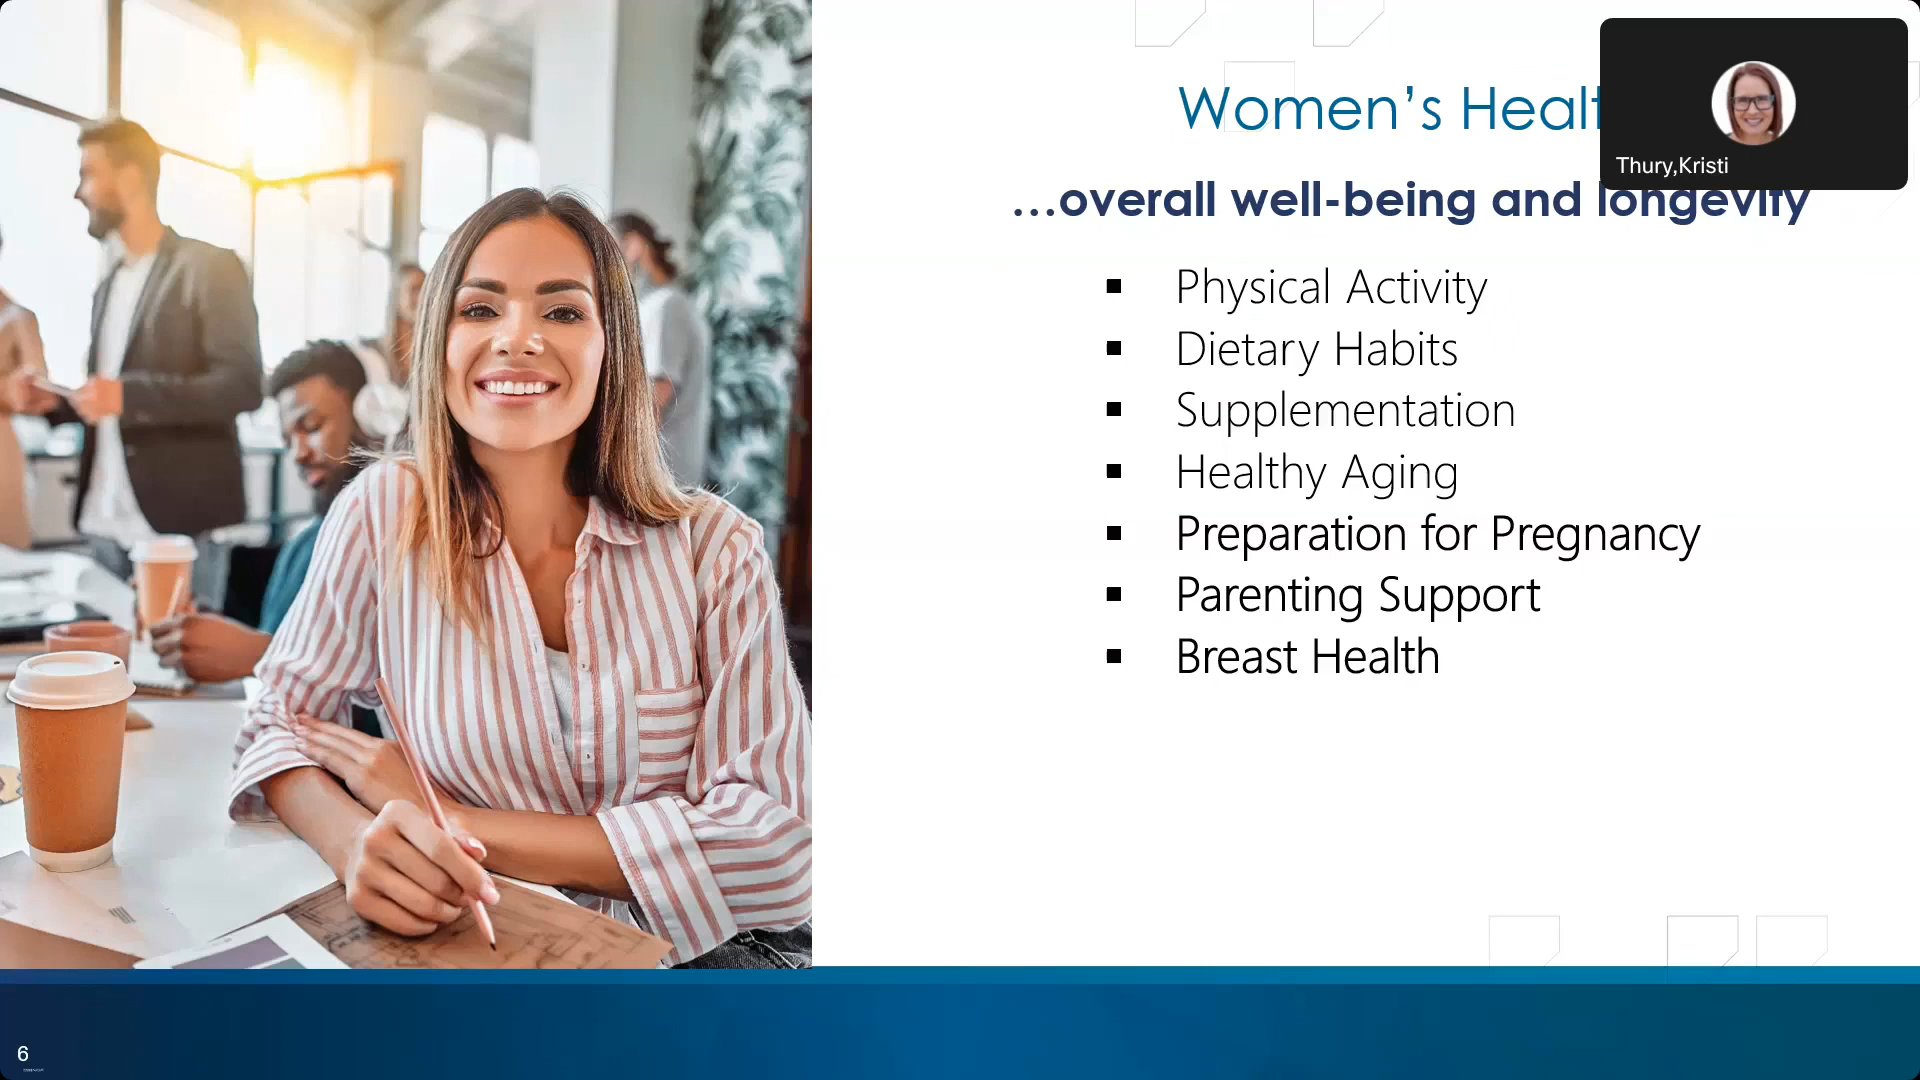 Women’s Healt
Thury,Kristi
...overall well-being and longevity
▪ Physical Activity
▪ Dietary Habits
▪ Supplementation
▪ Healthy Aging
▪ Preparation for Pregnancy
▪ Parenting Support
▪ Breast Health
6